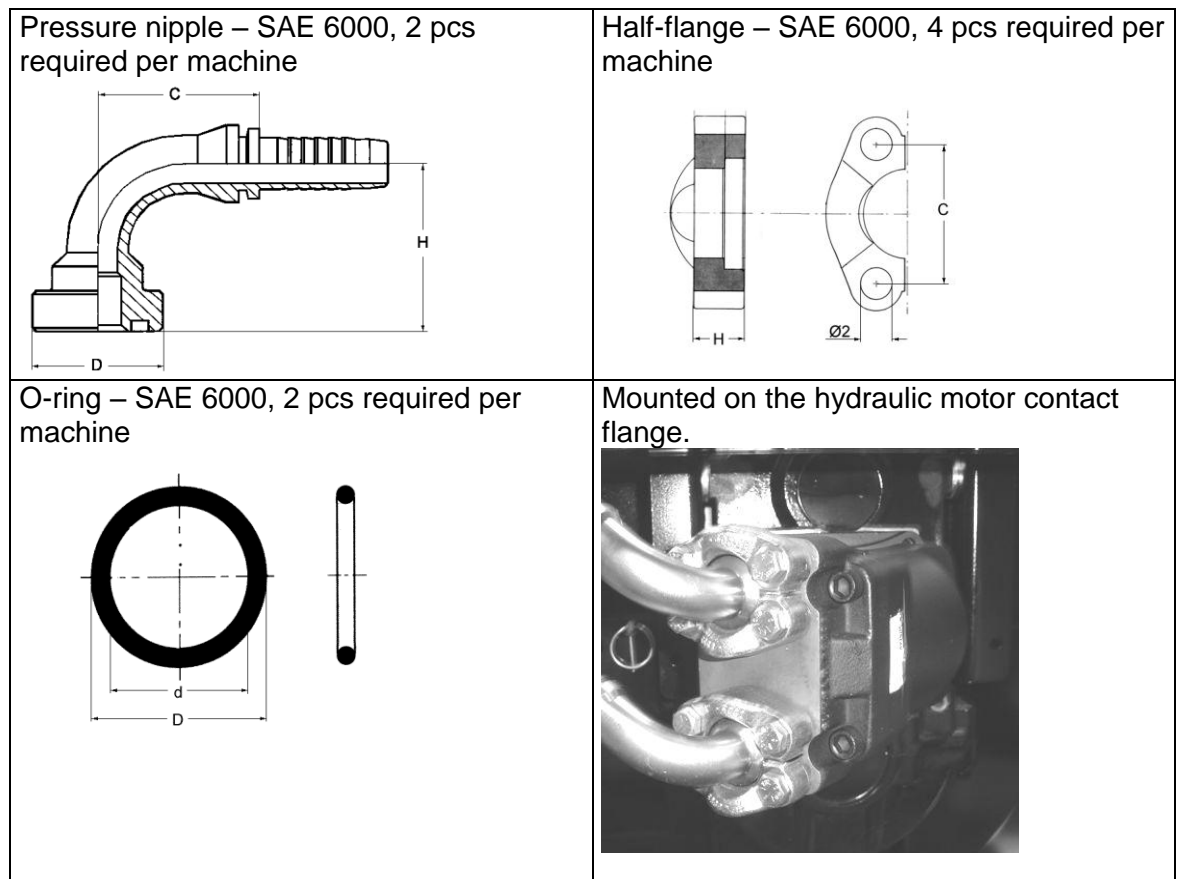 Pressure nipple – SAE 6000, 2 pcs
required per machine
C
H
D
Half-flange – SAE 6000, 4 pcs required per
machine
C
Ø2
H
O-ring – SAE 6000, 2 pcs required per
machine
d
D
Mounted on the hydraulic motor contact
flange.